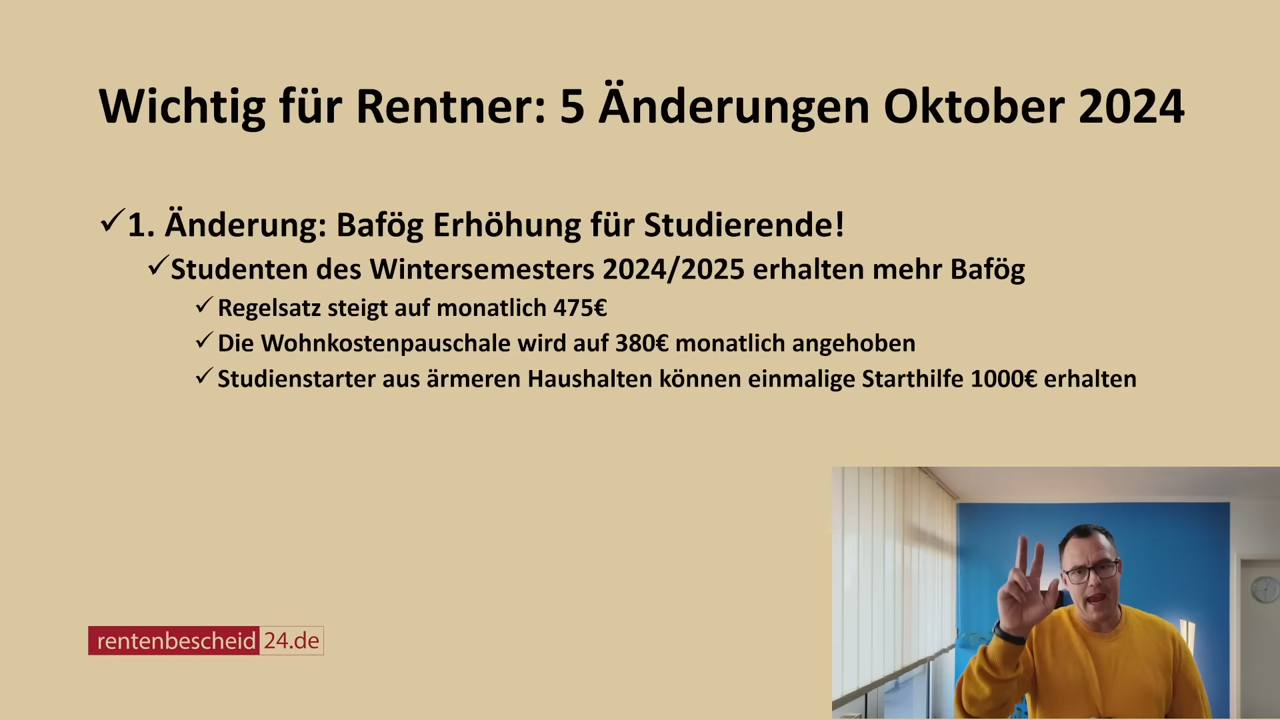 Wichtig für Rentner: 5 Änderungen Oktober 2024
✓1. Änderung: Bafög Erhöhung für Studierende!
✓Studenten des Wintersemesters 2024/2025 erhalten mehr Bafög
✓Regelsatz steigt auf monatlich 475€
✓Die Wohnkostenpauschale wird auf 380€ monatlich angehoben
✓Studienstarter aus ärmeren Haushalten können einmalige Starthilfe 1000€ erhalten
rentenbescheid 24.de